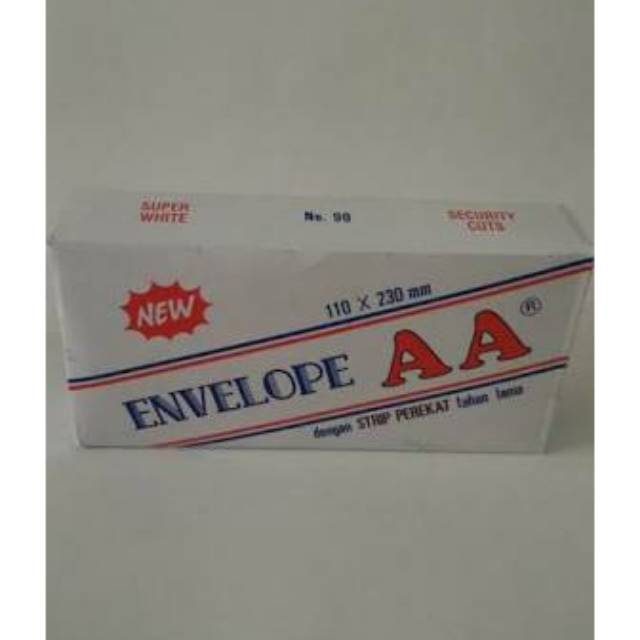 SUPER
WHITE
No. 90
SECURITY
CUTS
NEW
110 X 230 mm
ENVELOPE AA ®
dengan STRIP PEREKAT tahan lama